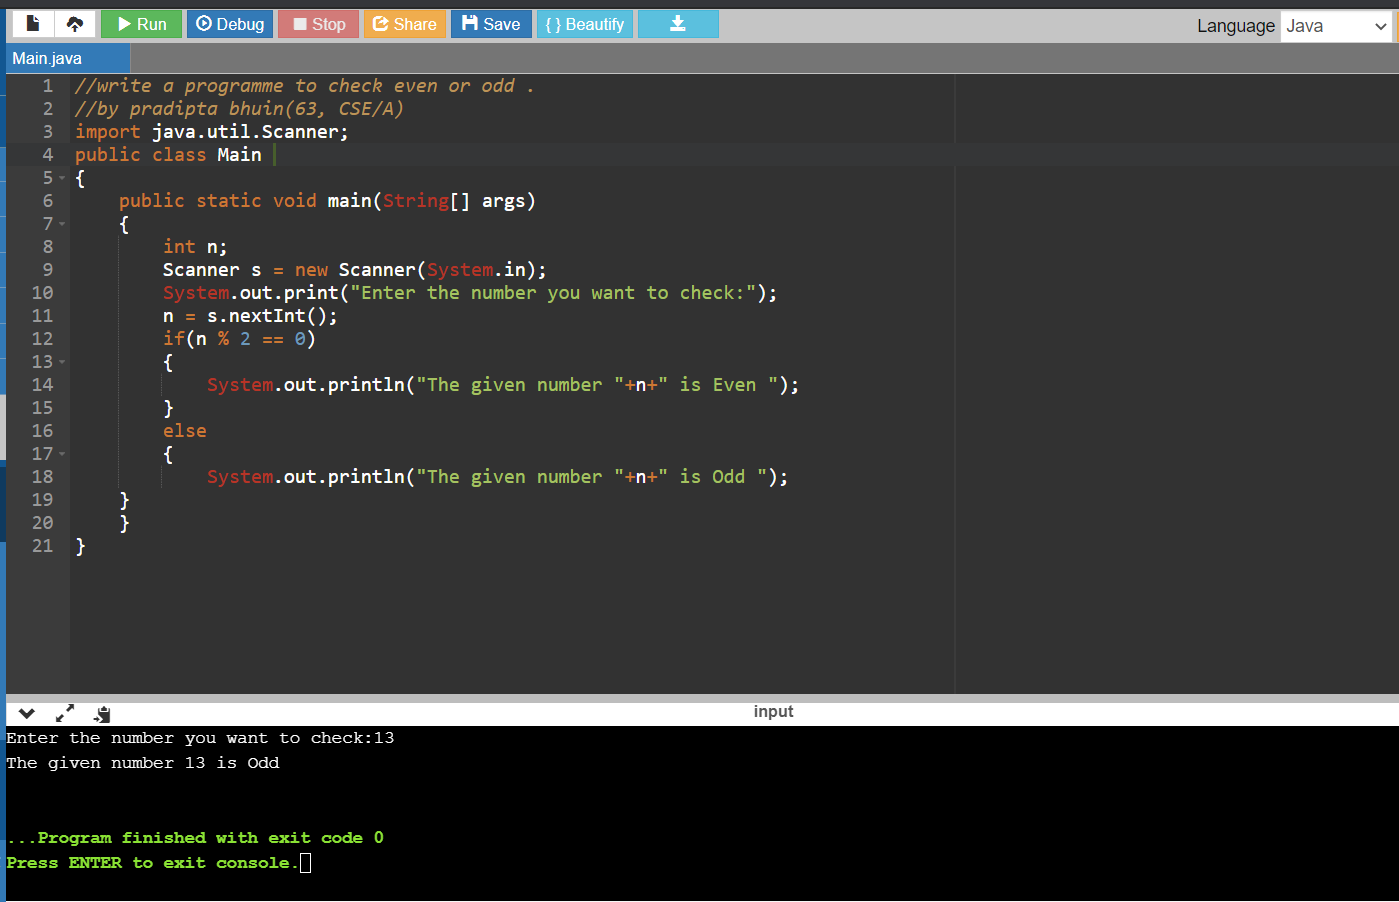 Run Debug Stop Share Save { } Beautify Language Java
Main.java
1 //write a programme to check even or odd .
2 //by pradipta bhuin(63, CSE/A)
3 import java.util.Scanner;
4 public class Main
5 {
6     public static void main(String[] args)
7     {
8         int n;
9         Scanner s = new Scanner(System.in);
10         System.out.print("Enter the number you want to check:");
11         n = s.nextInt();
12         if(n % 2 == 0)
13         {
14             System.out.println("The given number "+n+" is Even ");
15         }
16         else
17         {
18             System.out.println("The given number "+n+" is Odd ");
19     }
20     }
21 }
input
Enter the number you want to check:13
The given number 13 is Odd
...Program finished with exit code 0
Press ENTER to exit console.